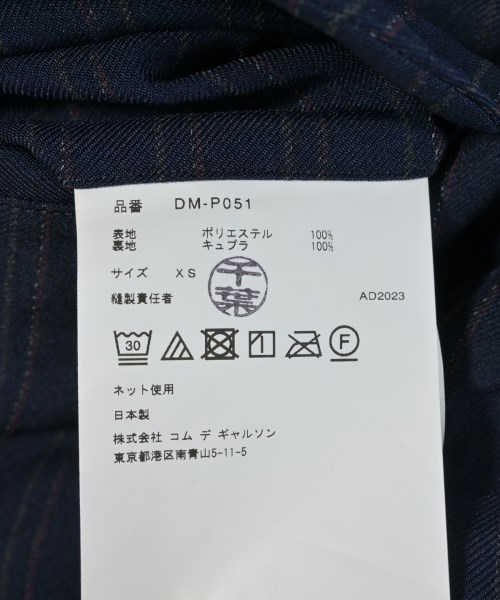 品番 DM-P051
表地 ポリエステル 100%
裏地 キュプラ 100%
サイズ XS
千葉
縫製責任者 AD2023
30 F
ネット使用
日本製
株式会社 コム デ ギャルソン
東京都港区南青山5-11-5